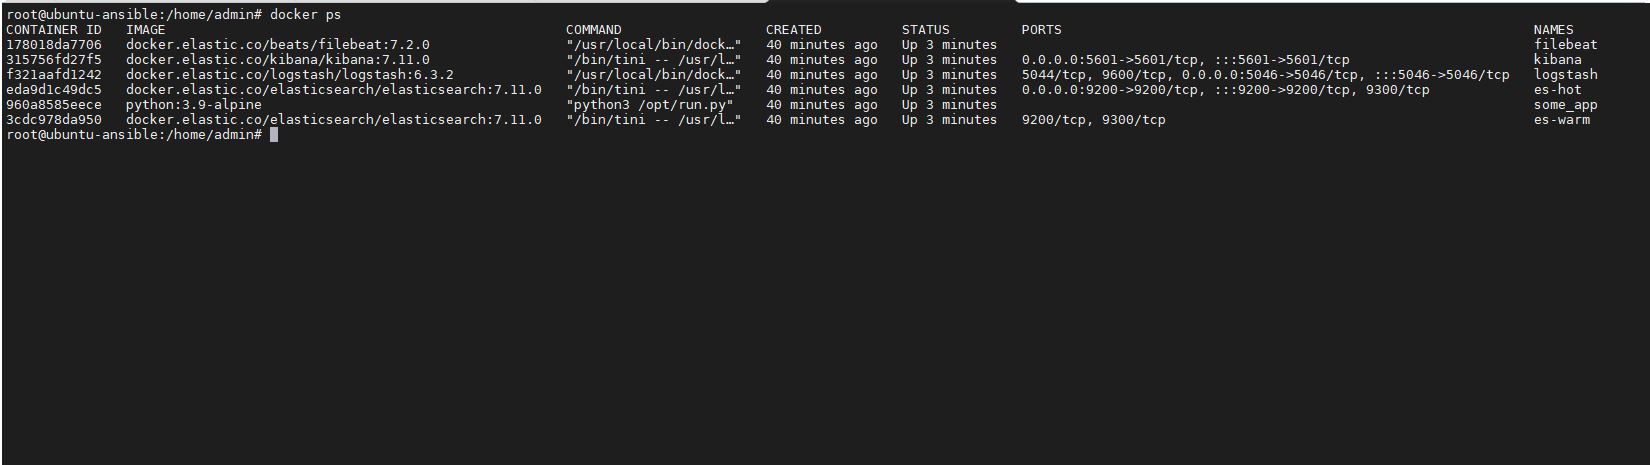 root@ubuntu-ansible:/home/admin# docker ps
CONTAINER ID   IMAGE                                                  COMMAND                  CREATED          STATUS         PORTS                                                           NAMES
178018da7706   docker.elastic.co/beats/filebeat:7.2.0                 "/usr/local/bin/dock…"   40 minutes ago   Up 3 minutes                                                                   filebeat
315756fd27f5   docker.elastic.co/kibana/kibana:7.11.0                 "/bin/tini -- /usr/l…"   40 minutes ago   Up 3 minutes   0.0.0.0:5601->5601/tcp, :::5601->5601/tcp                       kibana
f321aafd1242   docker.elastic.co/logstash/logstash:6.3.2              "/usr/local/bin/dock…"   40 minutes ago   Up 3 minutes   5044/tcp, 9600/tcp, 0.0.0.0:5046->5046/tcp, :::5046->5046/tcp   logstash
eda9d1c49dc5   docker.elastic.co/elasticsearch/elasticsearch:7.11.0   "/bin/tini -- /usr/l…"   40 minutes ago   Up 3 minutes   0.0.0.0:9200->9200/tcp, :::9200->9200/tcp, 9300/tcp             es-hot
960a8585eece   python:3.9-alpine                                      "python3 /opt/run.py"    40 minutes ago   Up 3 minutes                                                                   some_app
3cdc978da950   docker.elastic.co/elasticsearch/elasticsearch:7.11.0   "/bin/tini -- /usr/l…"   40 minutes ago   Up 3 minutes   9200/tcp, 9300/tcp                                              es-warm
root@ubuntu-ansible:/home/admin#